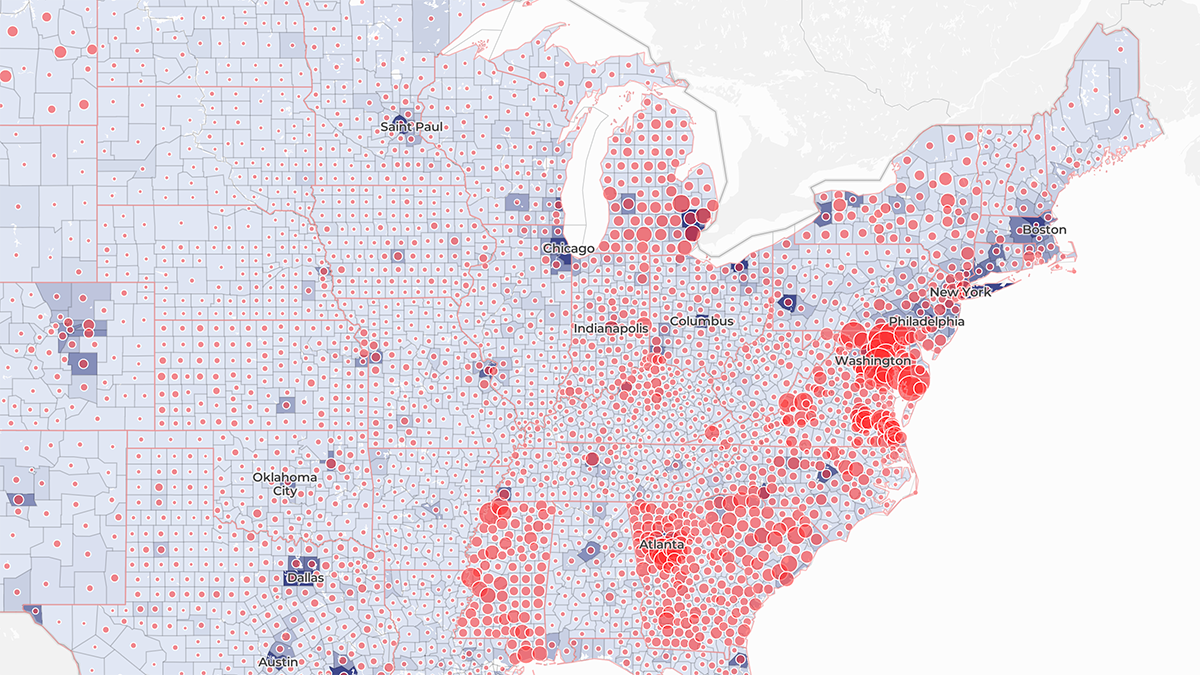 Saint Paul
Boston
Chicago
New York
Indianapolis
Columbus
Philadelphia
Washington
Oklahoma
City
Atlanta
Dallas
Austin